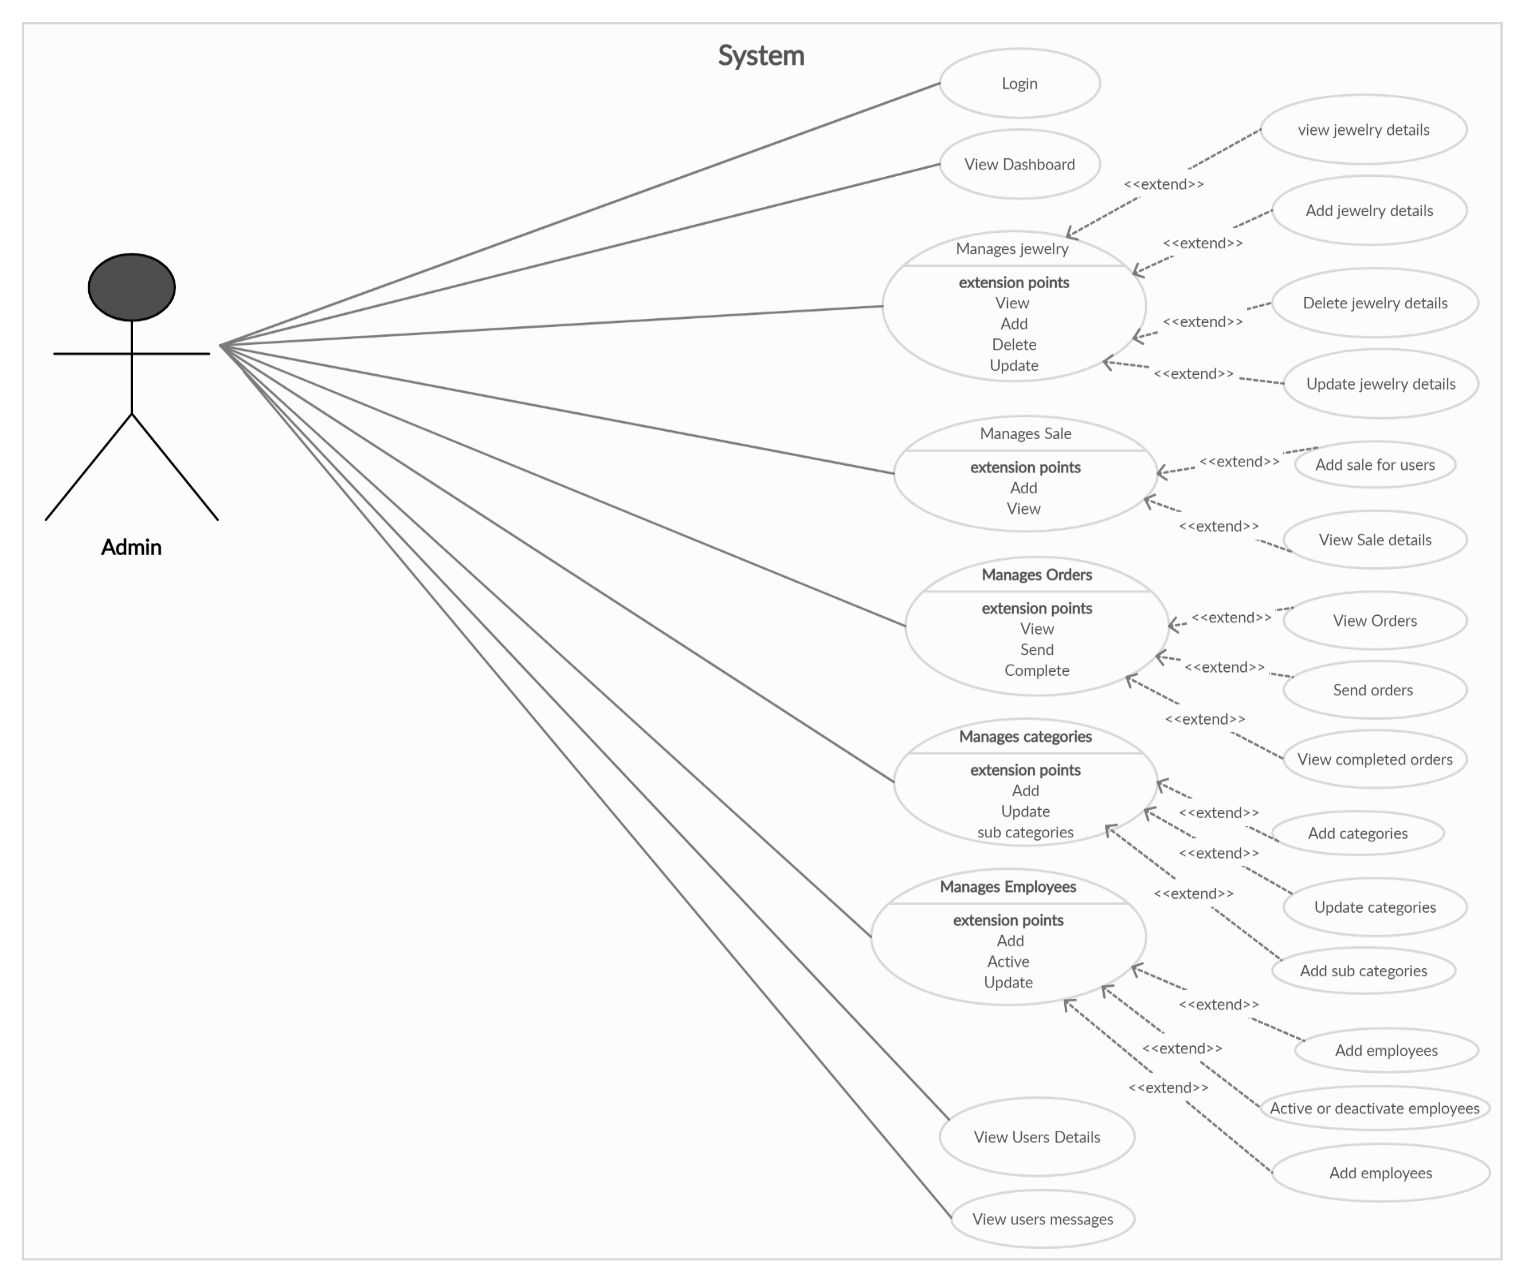 System
Login
View Dashboard
view jewelry details
<<extend>>
Add jewelry details
<<extend>>
Manages jewelry
extension points
View
Add
Delete
Update
Delete jewelry details
<<extend>>
<<extend>>
Update jewelry details
Manages Sale
extension points
Add
View
<<extend>>
Add sale for users
<<extend>>
View Sale details
Admin
Manages Orders
extension points
View
Send
Complete
<<extend>>
View Orders
<<extend>>
Send orders
<<extend>>
View completed orders
Manages categories
extension points
Add
Update
sub categories
<<extend>>
Add categories
<<extend>>
Update categories
<<extend>>
Add sub categories
Manages Employees
extension points
Add
Active
Update
<<extend>>
Add employees
<<extend>>
Active or deactivate employees
<<extend>>
Add employees
View Users Details
View users messages